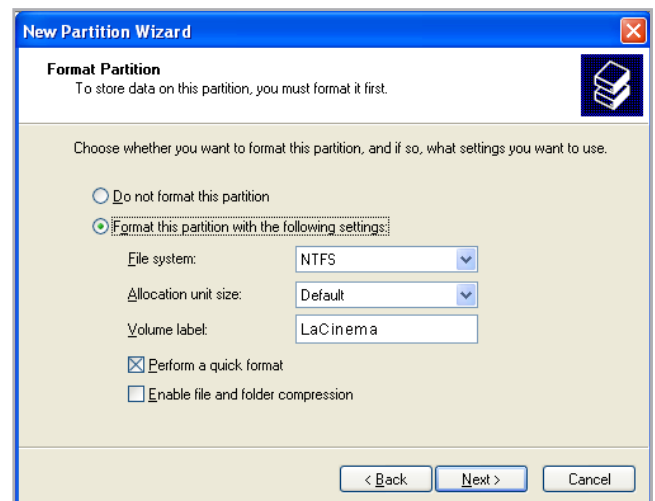 New Partition Wizard
Format Partition
To store data on this partition, you must format it first.
Choose whether you want to format this partition, and if so, what settings you want to use.
Do not format this partition
Format this partition with the following settings:
File system: NTFS
Allocation unit size: Default
Volume label: LaCinema
Perform a quick format
Enable file and folder compression
< Back Next > Cancel